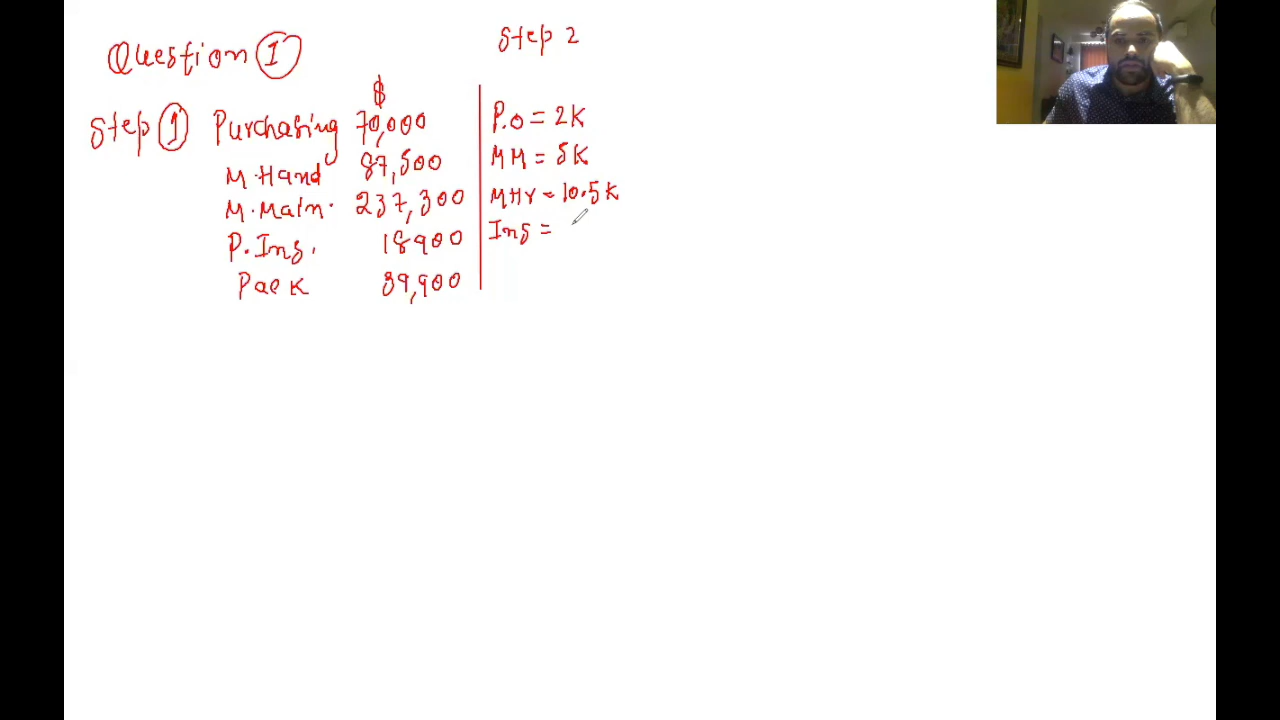 Question 1
Step 2
$
Step 1 Purchasing 70,000
M.Hand 87,500
M.Main. 237,300
P.Ins. 18900
Pack 39,900
P.O = 2K
MM = 5K
MHr = 10.5K
Ins =